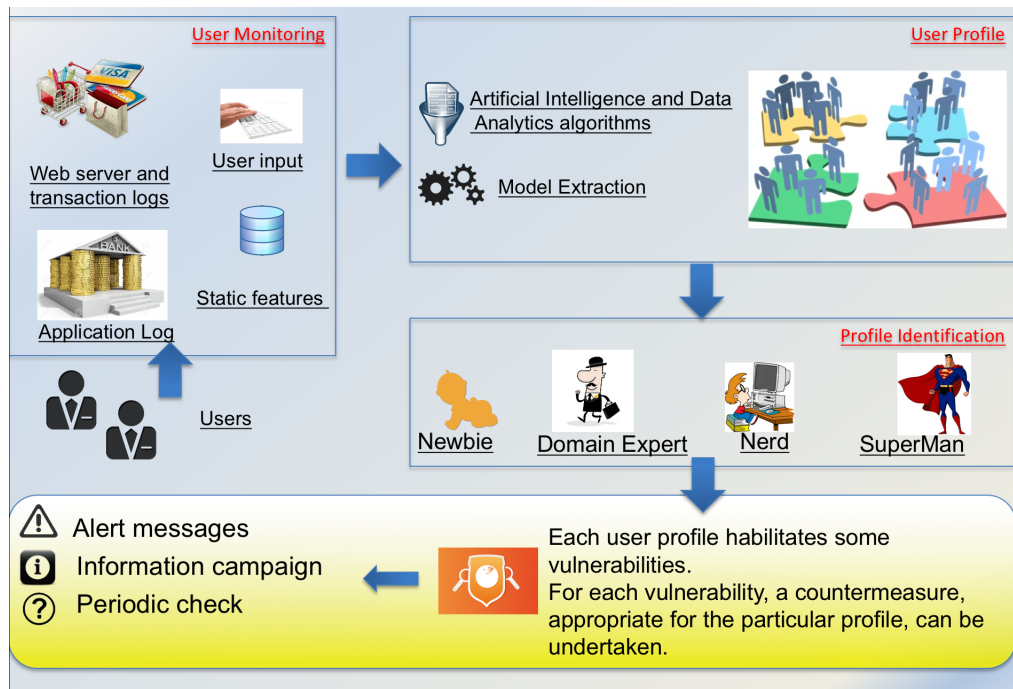 User Monitoring
VISA
Web server and
transaction logs
User input
BANK
Application Log
Static features
Users
User Profile
Artificial Intelligence and Data
Analytics algorithms
Model Extraction
Profile Identification
Newbie
Domain Expert
Nerd
SuperMan
Each user profile habilitates some
vulnerabilities.
For each vulnerability, a countermeasure,
appropriate for the particular profile, can be
undertaken.
Alert messages
Information campaign
Periodic check